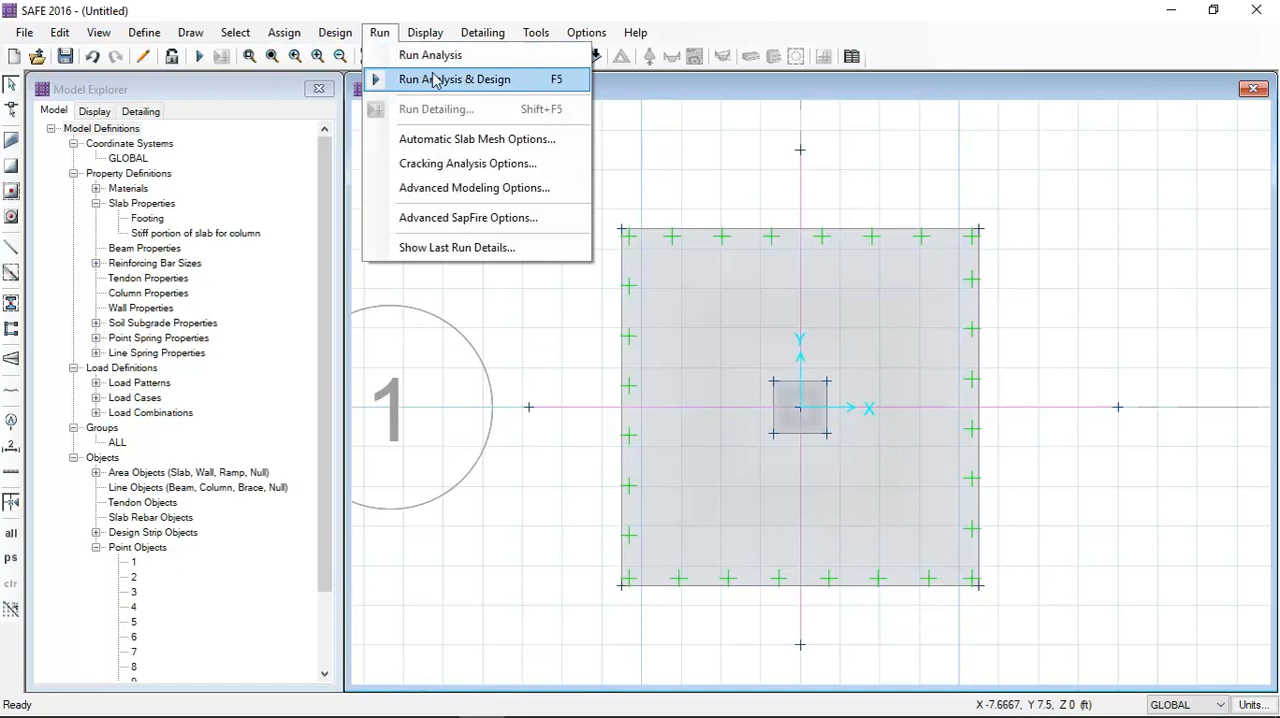 SAFE 2016 - (Untitled)
File Edit View Define Draw Select Assign Design Run Display Detailing Tools Options Help
Run Analysis
Run Analysis & Design F5
Run Detailing... Shift+F5
Automatic Slab Mesh Options...
Cracking Analysis Options...
Advanced Modeling Options...
Advanced SapFire Options...
Show Last Run Details...
Model Explorer
Model Display Detailing
Model Definitions
Coordinate Systems
GLOBAL
Property Definitions
Materials
Slab Properties
Footing
Stiff portion of slab for column
Beam Properties
Reinforcing Bar Sizes
Tendon Properties
Column Properties
Wall Properties
Soil Subgrade Properties
Point Spring Properties
Line Spring Properties
Load Definitions
Load Patterns
Load Cases
Load Combinations
Groups
ALL
Objects
Area Objects (Slab, Wall, Ramp, Null)
Line Objects (Beam, Column, Brace, Null)
Tendon Objects
Slab Rebar Objects
Design Strip Objects
Point Objects
1
2
3
4
5
6
7
8
all
ps
clr
1
Y
X
Ready
X -7.6667, Y 7.5, Z 0 (ft)
GLOBAL
Units...